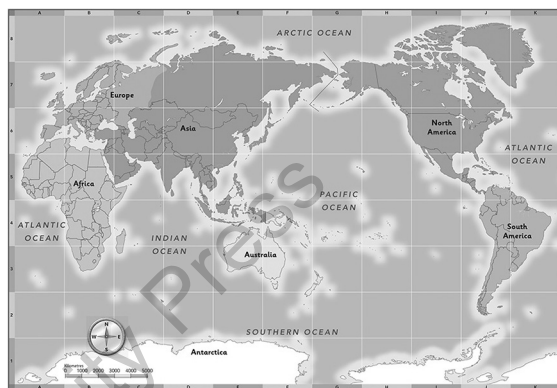 A B C D E F G H I J K
ARCTIC OCEAN
8
7
Europe
Asia
North
America
6
ATLANTIC
OCEAN
5
Africa
PACIFIC
OCEAN
4
ATLANTIC
OCEAN
INDIAN
OCEAN
South
America
Australia
3
2
N
W E
S
SOUTHERN OCEAN
Antarctica
1
Kilometres
0 1000 2000 3000 4000 5000
Press
A B C D E F G H I J K